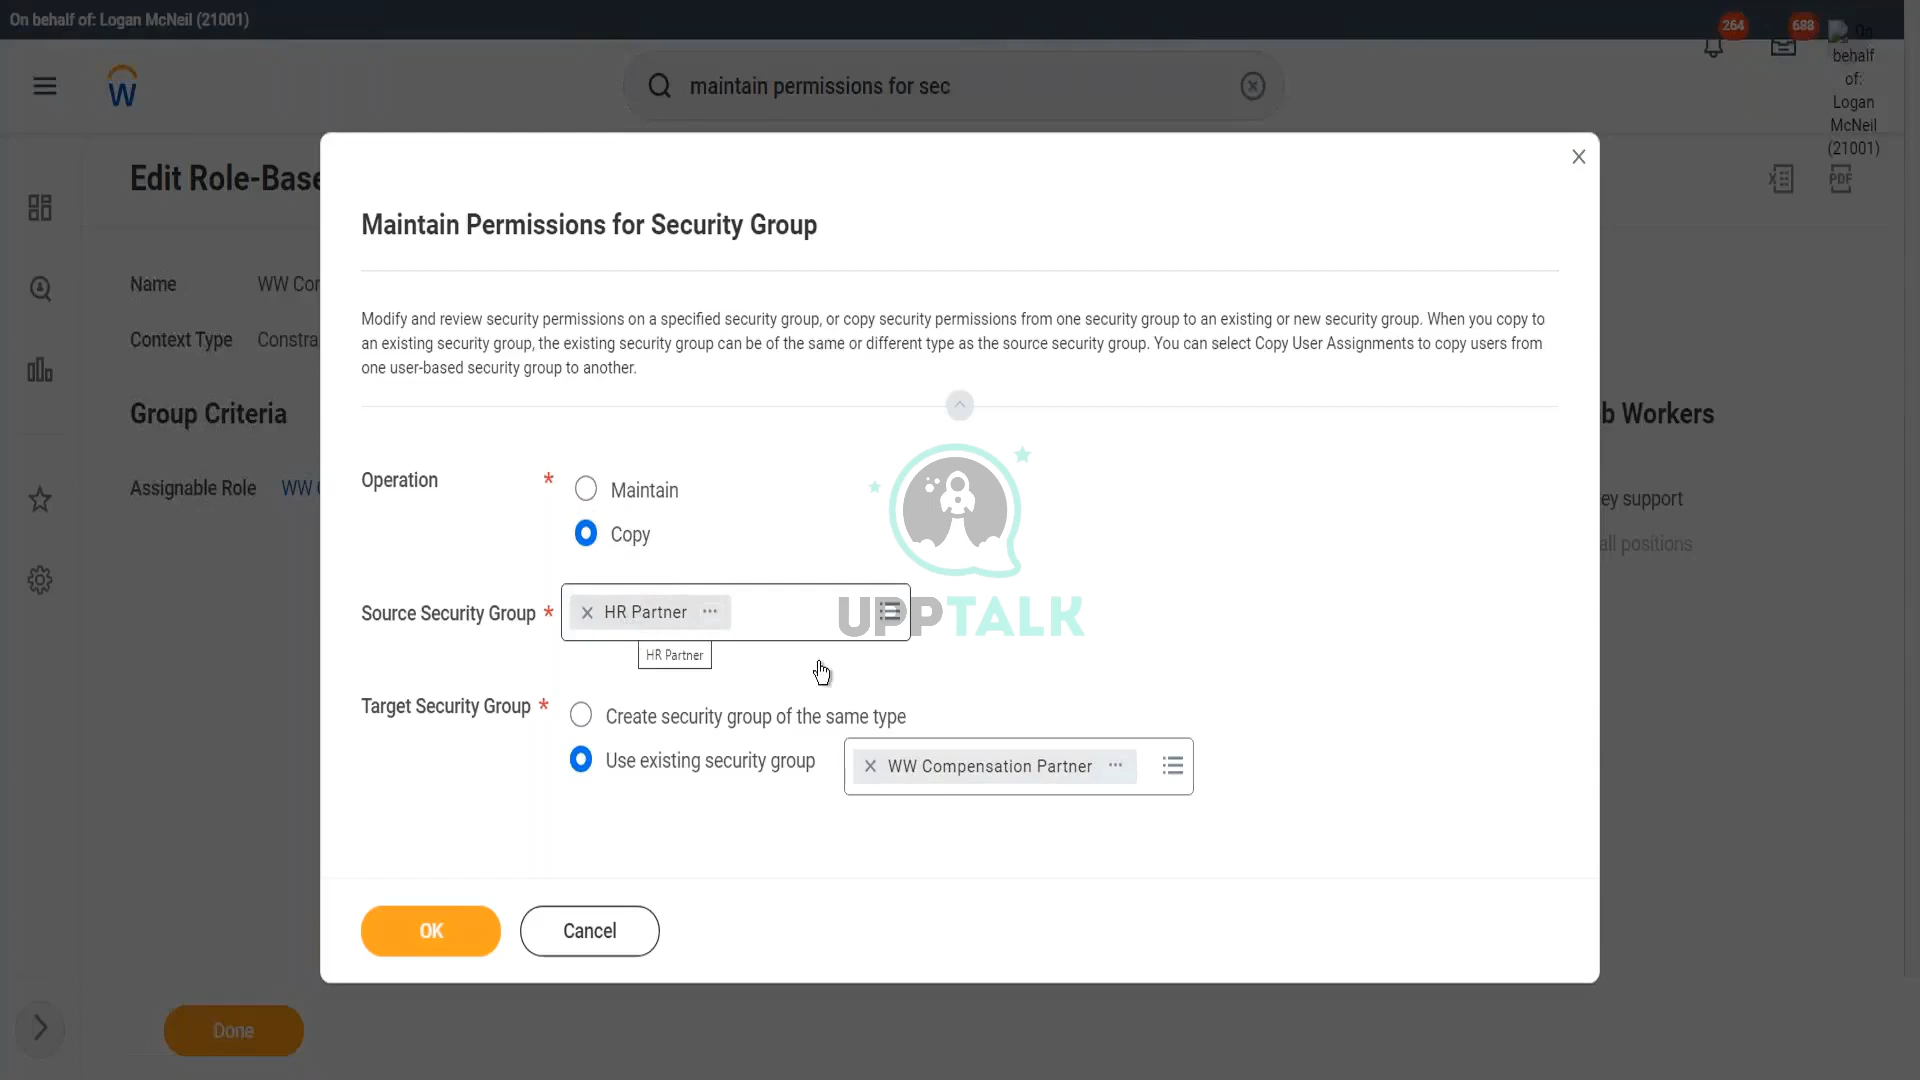 On behalf of: Logan McNeil (21001)
264
688
On
behalf
of:
Logan
McNeil
(21001)
W
maintain permissions for sec
Edit Role-Base
PDF
Name
WW Cor
Context Type
Constra
Group Criteria
Assignable Role
WW
b Workers
ey support
all positions
Maintain Permissions for Security Group
Modify and review security permissions on a specified security group, or copy security permissions from one security group to an existing or new security group. When you copy to
an existing security group, the existing security group can be of the same or different type as the source security group. You can select Copy User Assignments to copy users from
one user-based security group to another.
Operation *
Maintain
Copy
Source Security Group *
HR Partner
HR Partner
UPPTALK
Target Security Group *
Create security group of the same type
Use existing security group
WW Compensation Partner
OK
Cancel
Done